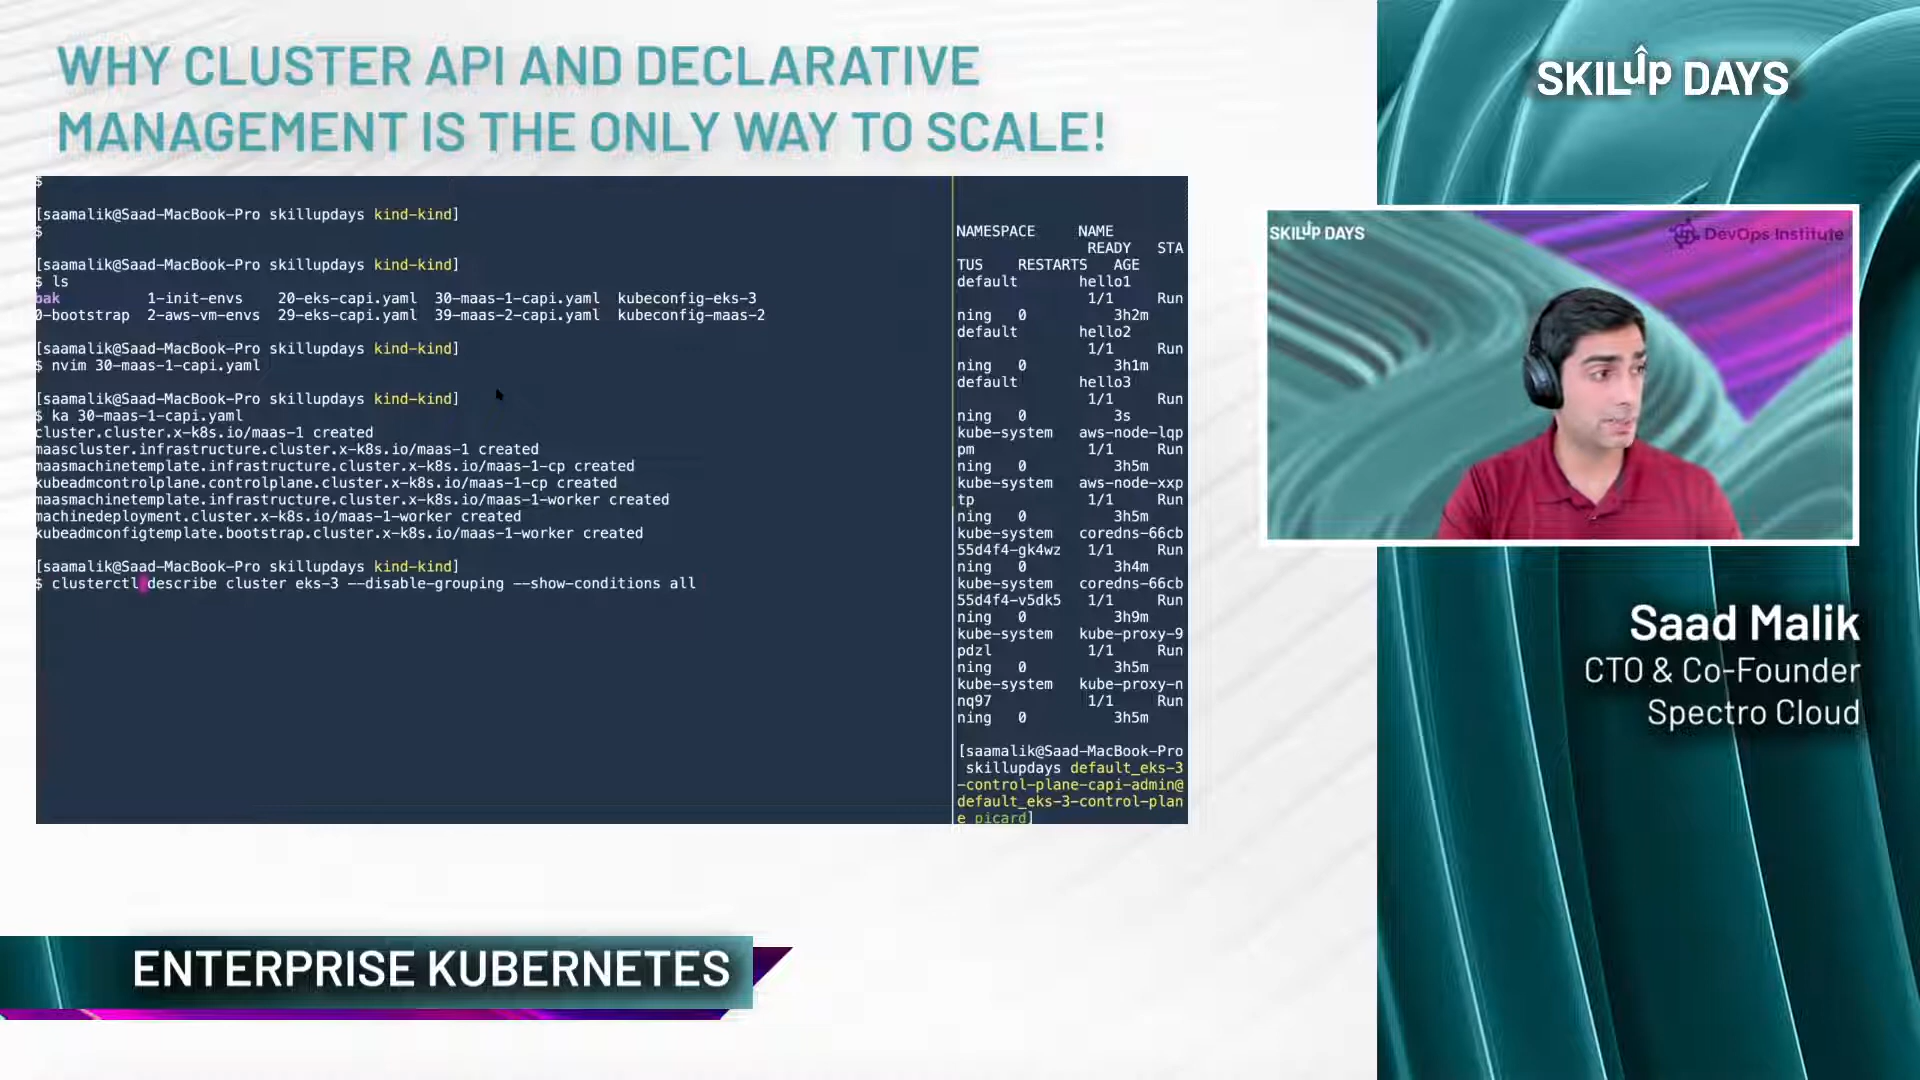 WHY CLUSTER API AND DECLARATIVE
MANAGEMENT IS THE ONLY WAY TO SCALE!
SKILup DAYS
$
[saamalik@Saad-MacBook-Pro skillupdays kind-kind]
$
[saamalik@Saad-MacBook-Pro skillupdays kind-kind]
$ ls
bak 1-init-envs 20-eks-capi.yaml 30-maas-1-capi.yaml kubeconfig-eks-3
0-bootstrap 2-aws-vm-envs 29-eks-capi.yaml 39-maas-2-capi.yaml kubeconfig-maas-2
[saamalik@Saad-MacBook-Pro skillupdays kind-kind]
$ nvim 30-maas-1-capi.yaml
[saamalik@Saad-MacBook-Pro skillupdays kind-kind]
$ ka 30-maas-1-capi.yaml
cluster.cluster.x-k8s.io/maas-1 created
maascluster.infrastructure.cluster.x-k8s.io/maas-1 created
maasmachinetemplate.infrastructure.cluster.x-k8s.io/maas-1-cp created
kubeadmcontrolplane.controlplane.cluster.x-k8s.io/maas-1-cp created
maasmachinetemplate.infrastructure.cluster.x-k8s.io/maas-1-worker created
machinedeployment.cluster.x-k8s.io/maas-1-worker created
kubeadmconfigtemplate.bootstrap.cluster.x-k8s.io/maas-1-worker created
[saamalik@Saad-MacBook-Pro skillupdays kind-kind]
$ clusterctl describe cluster eks-3 --disable-grouping --show-conditions all
NAMESPACE NAME
READY STA
TUS RESTARTS AGE
default hello1
1/1 Run
ning 0 3h2m
default hello2
1/1 Run
ning 0 3h1m
default hello3
1/1 Run
ning 0 3s
kube-system aws-node-lqp
pm 1/1 Run
ning 0 3h5m
kube-system aws-node-xxp
tp 1/1 Run
ning 0 3h5m
kube-system coredns-66cb
55d4f4-gk4wz 1/1 Run
ning 0 3h4m
kube-system coredns-66cb
55d4f4-v5dk5 1/1 Run
ning 0 3h9m
kube-system kube-proxy-9
pdzl 1/1 Run
ning 0 3h5m
kube-system kube-proxy-n
nq97 1/1 Run
ning 0 3h5m
[saamalik@Saad-MacBook-Pro
skillupdays default_eks-3
-control-plane-capi-admin@
default_eks-3-control-plan
e picard]
SKILup DAYS
DevOps Institute
Saad Malik
CTO & Co-Founder
Spectro Cloud
ENTERPRISE KUBERNETES